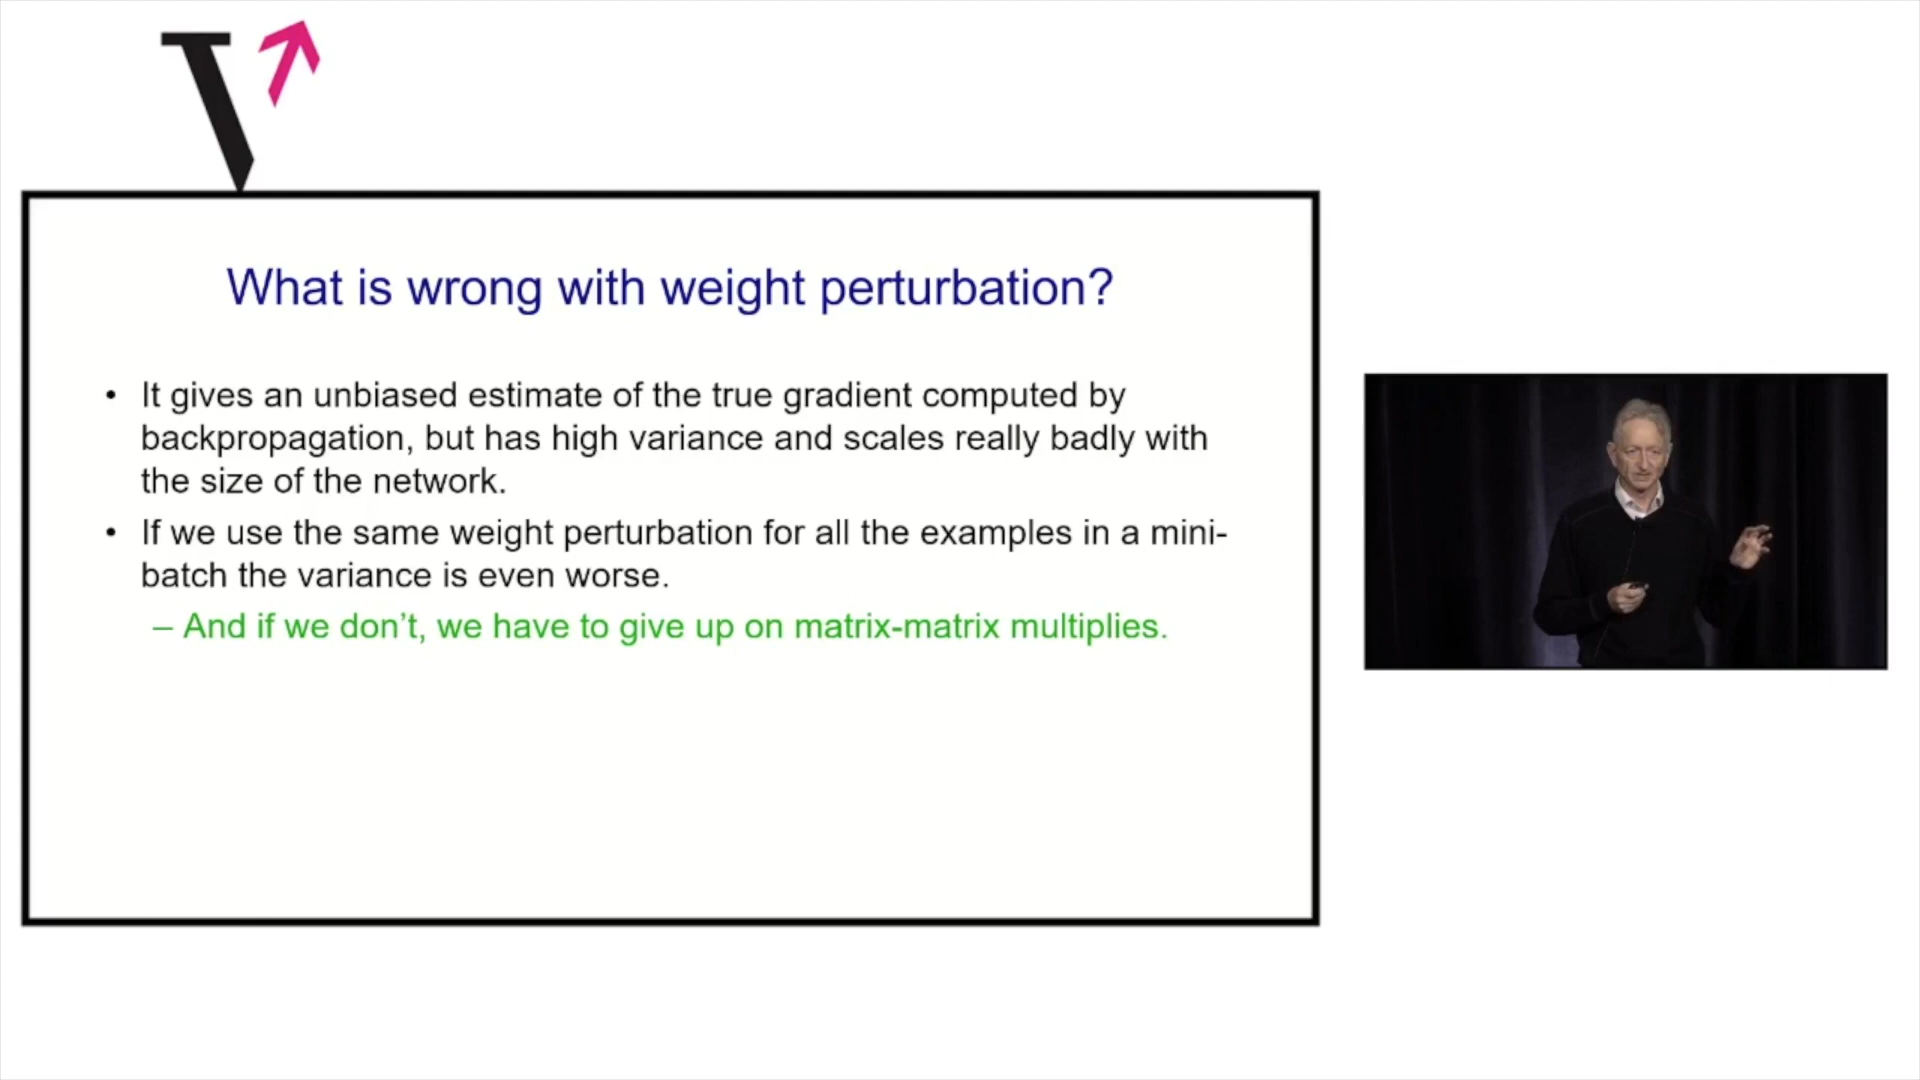 What is wrong with weight perturbation?
• It gives an unbiased estimate of the true gradient computed by
backpropagation, but has high variance and scales really badly with
the size of the network.
• If we use the same weight perturbation for all the examples in a mini-
batch the variance is even worse.
– And if we don’t, we have to give up on matrix-matrix multiplies.